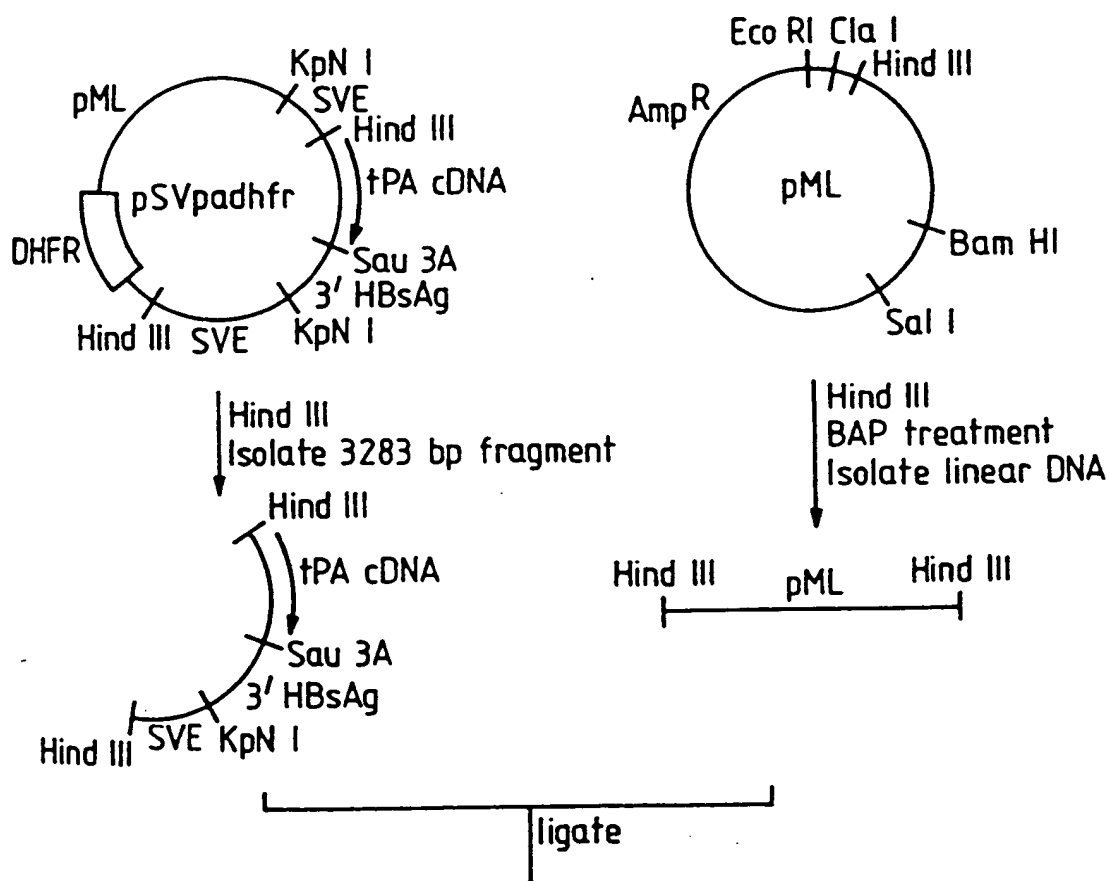 pML
KpN I
SVE
Hind III
tPA cDNA
pSVpadhfr
DHFR
Sau 3A
3' HBsAg
Hind III
SVE
KpN I
Eco RI
Cla I
Hind III
Amp R
pML
Bam HI
Sal I
Hind III
Isolate 3283 bp fragment
Hind III
BAP treatment
Isolate linear DNA
Hind III
tPA cDNA
Sau 3A
3' HBsAg
Hind III
SVE
KpN I
Hind III
pML
Hind III
ligate